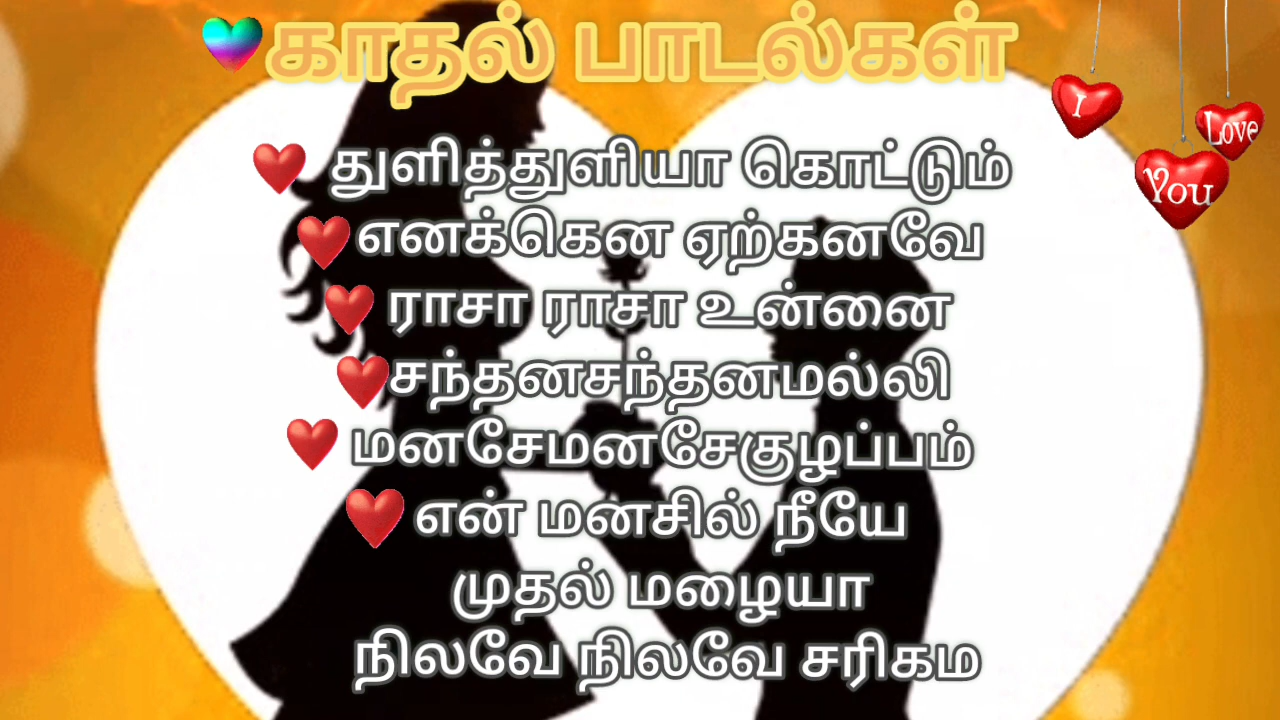 காதல் பாடல்கள்
I
Love
You
துளித்துளியா கொட்டும்
எனக்கென ஏற்கனவே
ராசா ராசா உன்னை
சந்தனசந்தனமல்லி
மனசேமனசேகுழப்பம்
என் மனசில் நீயே
முதல் மழையா
நிலவே நிலவே சரிகம